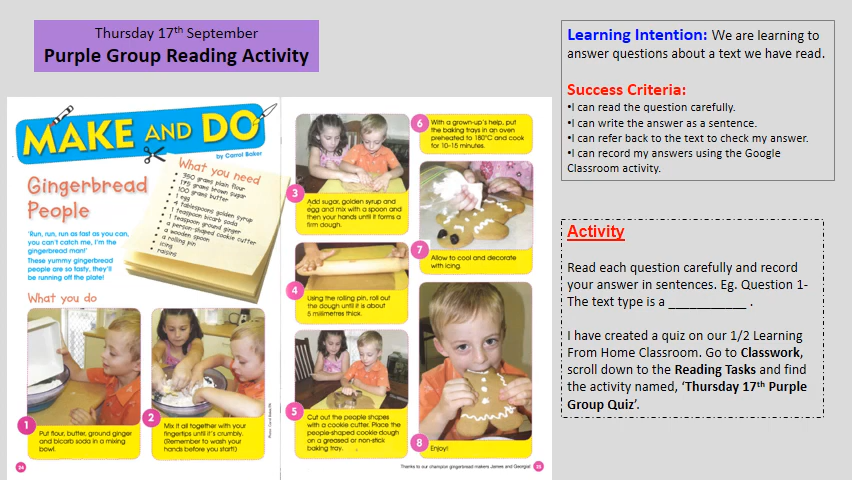 Thursday 17th September
Purple Group Reading Activity
MAKE AND DO
by Carrol Baker
Gingerbread
People
'Run, run, run as fast as you can,
you can't catch me, I'm the
gingerbread man!'
These yummy gingerbread
people are so tasty, they'll
be running off the plate!
What you need
• 350 grams plain flour
• 175 grams brown sugar
• 100 grams butter
• 1 egg
• 4 tablespoons golden syrup
• 1 teaspoon bicarb soda
• 1 teaspoon ground ginger
• a person-shaped cookie cutter
• a wooden spoon
• a rolling pin
• icing
• raisins
What you do
1
Put flour, butter, ground ginger
and bicarb soda in a mixing
bowl.
2
Mix it all together with your
fingertips until it's crumbly.
(Remember to wash your
hands before you start!)
24
3
Add sugar, golden syrup and
egg and mix with a spoon and
then your hands until it forms a
firm dough.
4
Using the rolling pin, roll out
the dough until it is about
5 millimetres thick.
5
Cut out the people shapes
with a cookie cutter. Place the
people-shaped cookie dough
on a greased or non-stick
baking tray.
6
With a grown-up's help, put
the baking trays in an oven
preheated to 180°C and cook
for 10-15 minutes.
7
Allow to cool and decorate
with icing.
8
Enjoy!
Thanks to our champion gingerbread makers James and Georgia!
25
Learning Intention: We are learning to
answer questions about a text we have read.
Success Criteria:
•I can read the question carefully.
•I can write the answer as a sentence.
•I can refer back to the text to check my answer.
•I can record my answers using the Google
Classroom activity.
Activity
Read each question carefully and record
your answer in sentences. Eg. Question 1-
The text type is a ___________ .
I have created a quiz on our 1/2 Learning
From Home Classroom. Go to Classwork,
scroll down to the Reading Tasks and find
the activity named, 'Thursday 17th Purple
Group Quiz'.